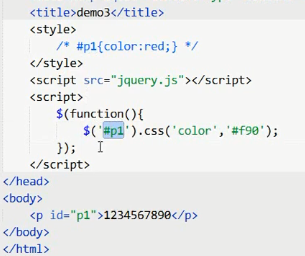 <title>demo3</title>
<style>
/* #p1{color:red;} */
</style>
<script src="jquery.js"></script>
<script>
$(function(){
$('#p1').css('color','#f90');
});
</script>
</head>
<body>
<p id="p1">1234567890</p>
</body>
</html>